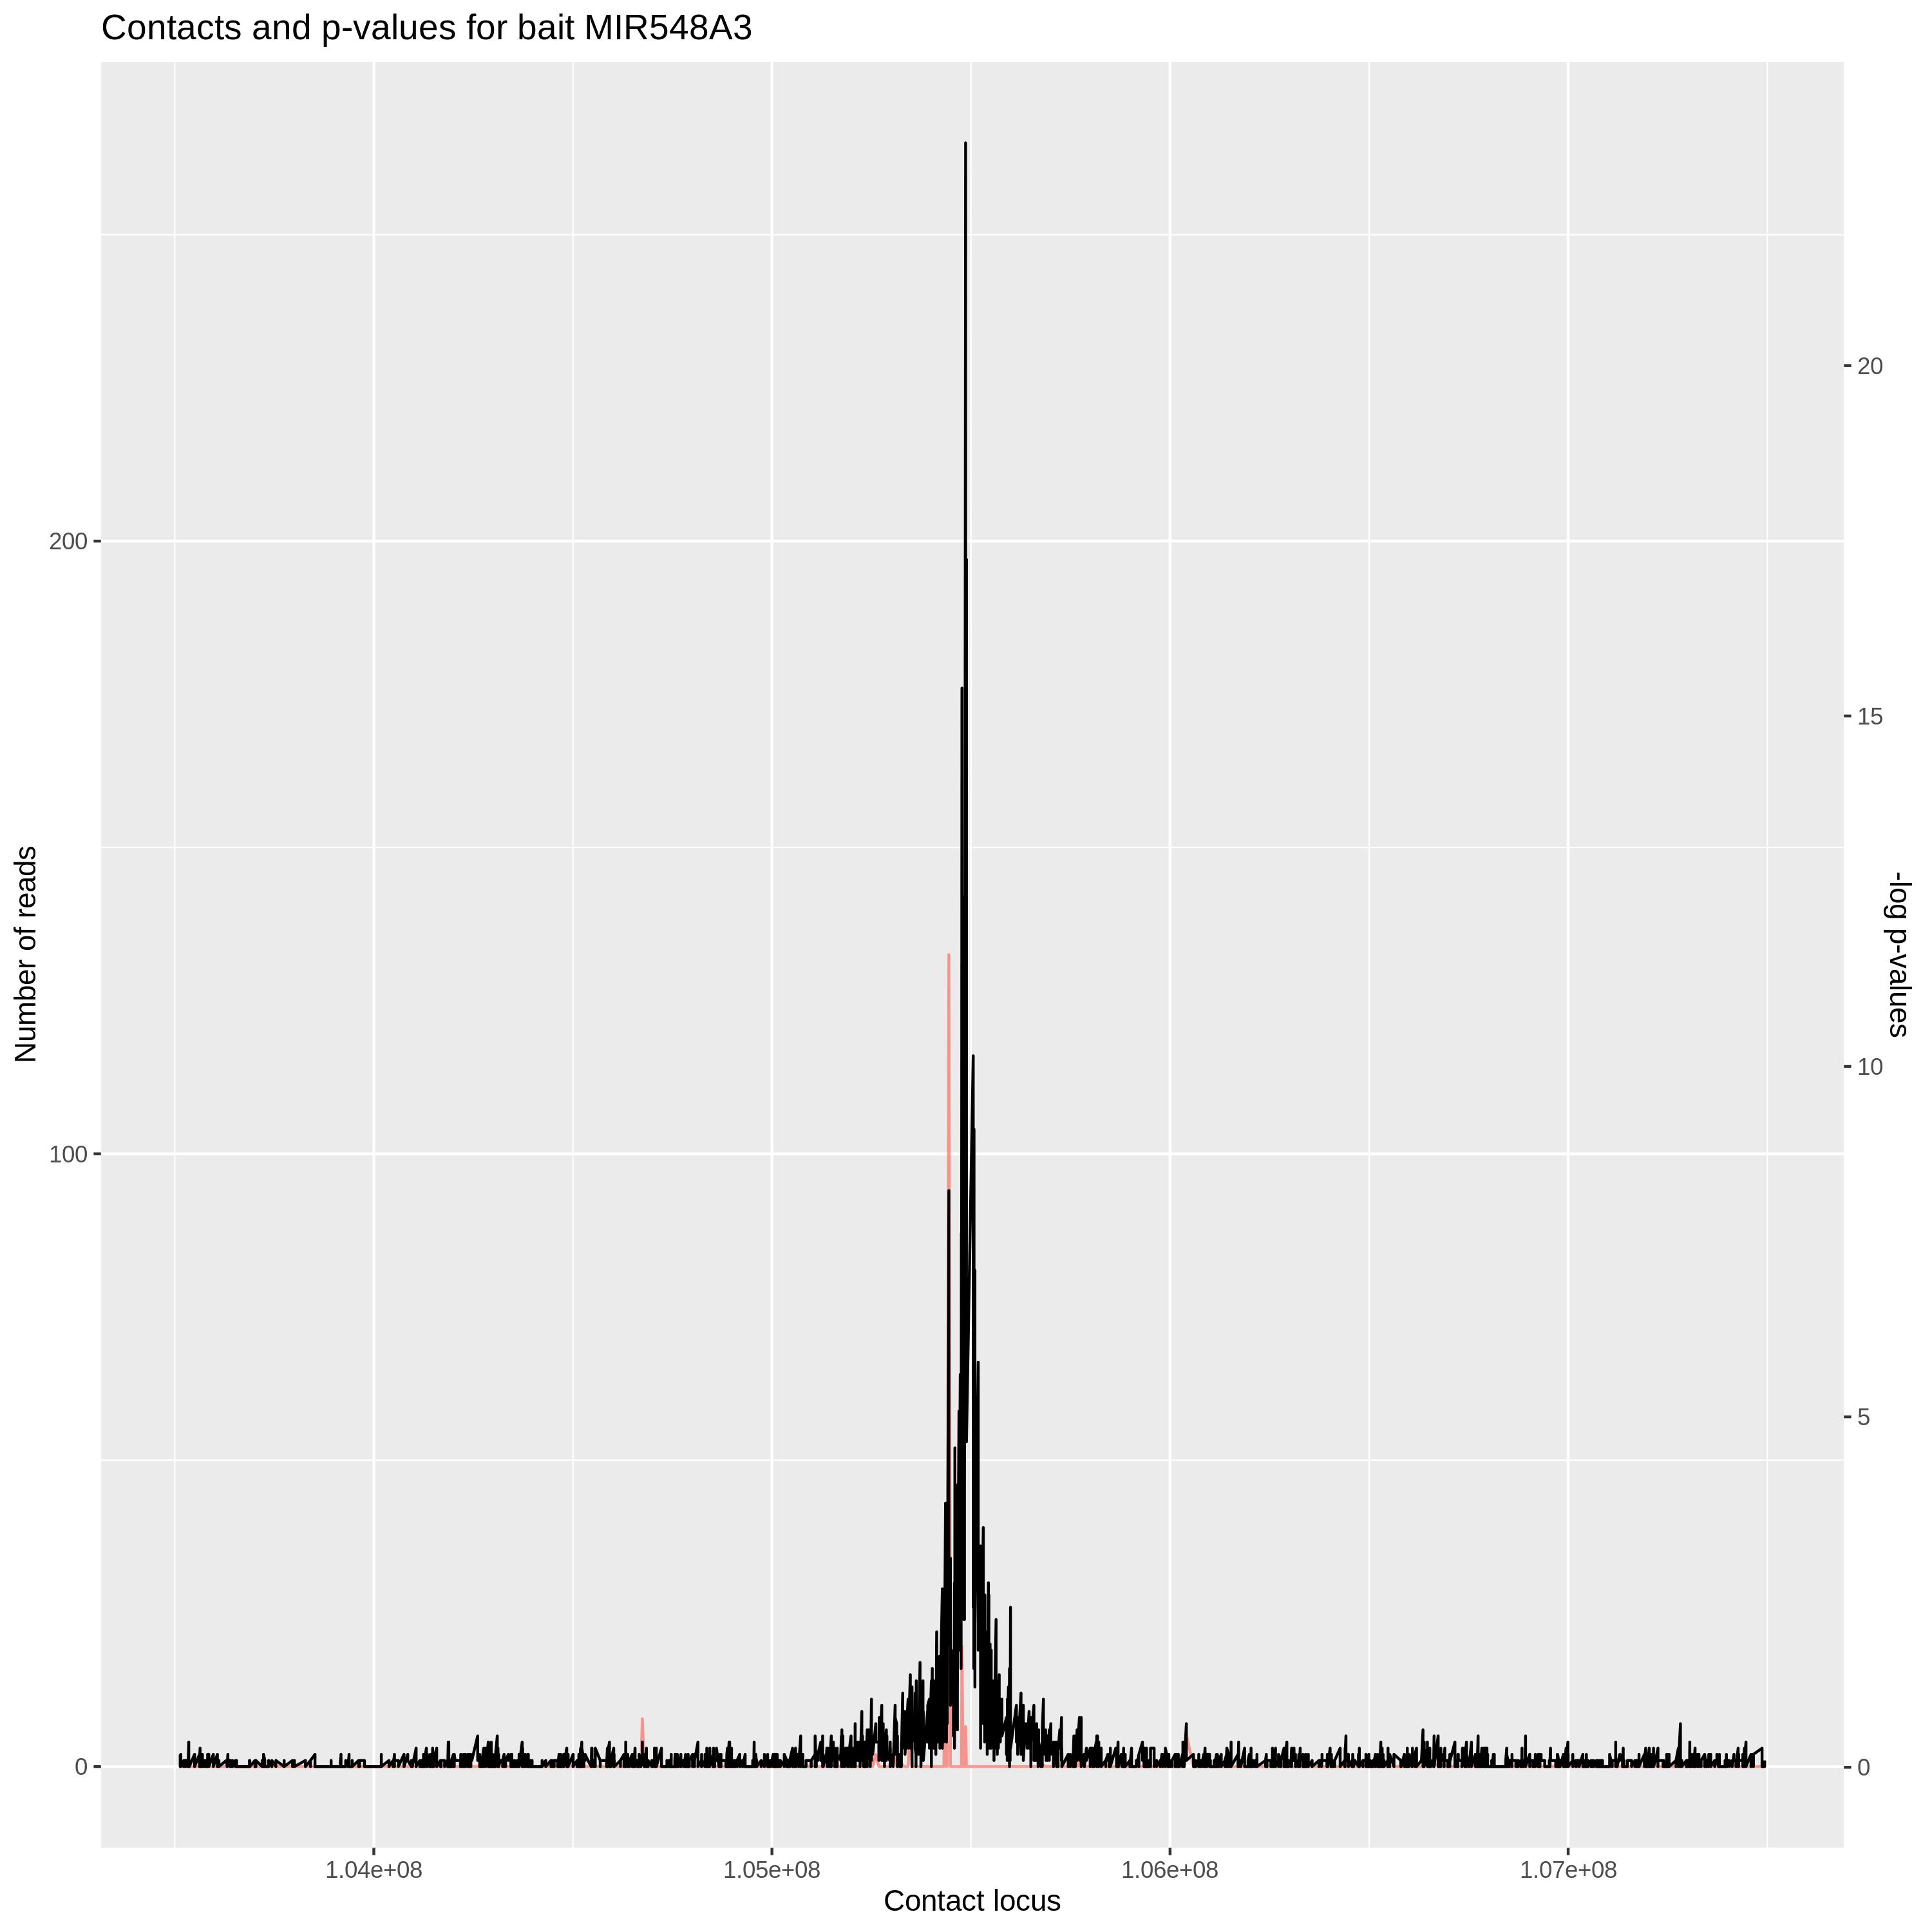 Contacts and p-values for bait MIR548A3
200
100
0
Number of reads
20
15
10
5
0
-log p-values
1.04e+08
1.05e+08
1.06e+08
1.07e+08
Contact locus